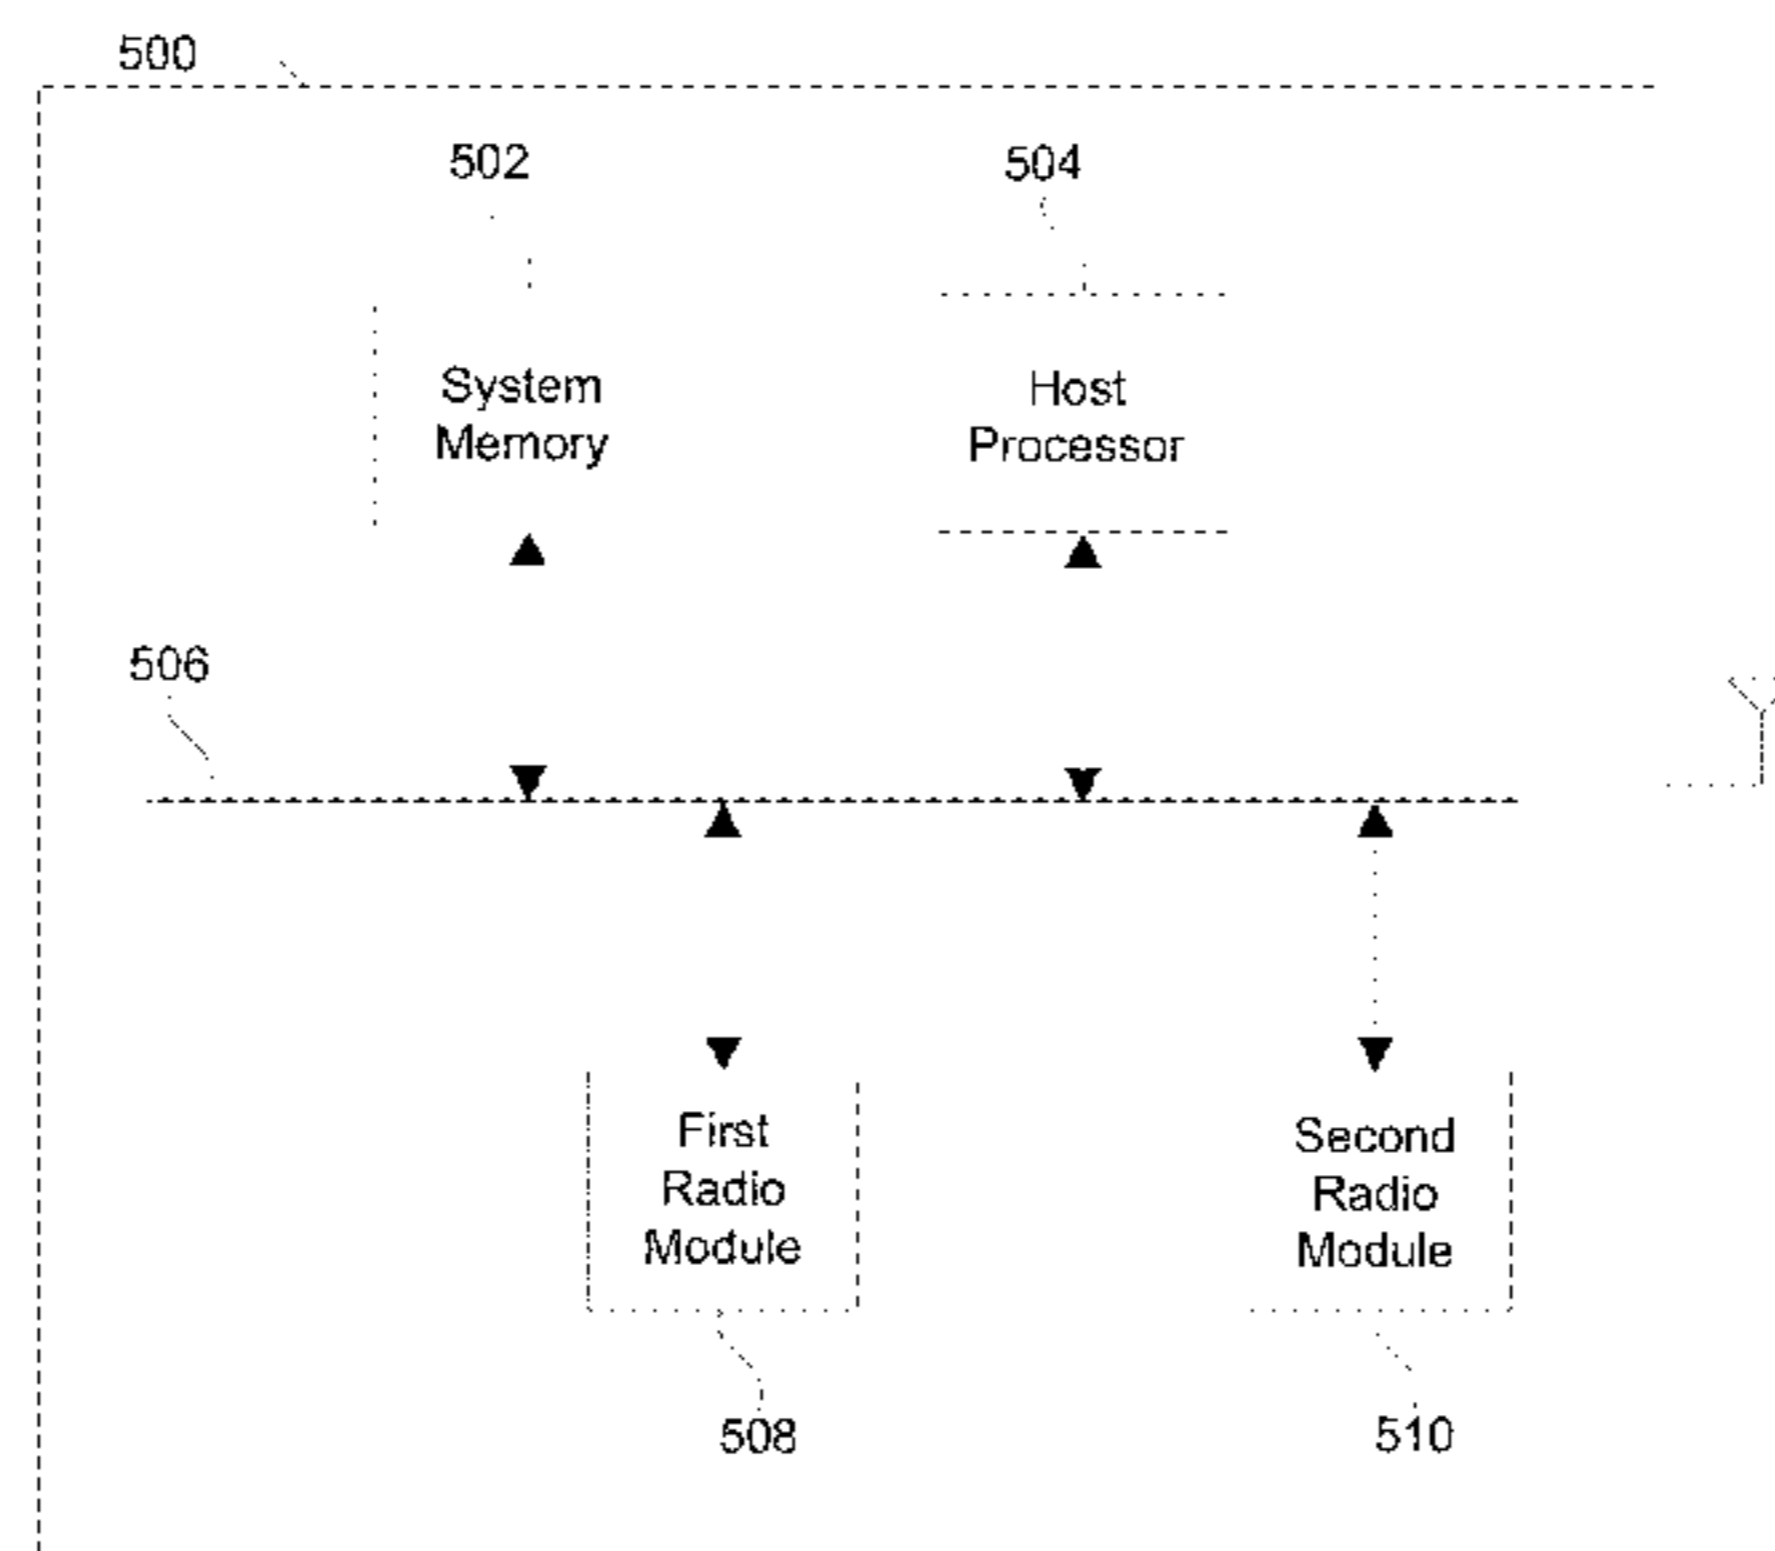 500
502
504
System
Memory
Host
Processor
506
First
Radio
Module
Second
Radio
Module
508
510